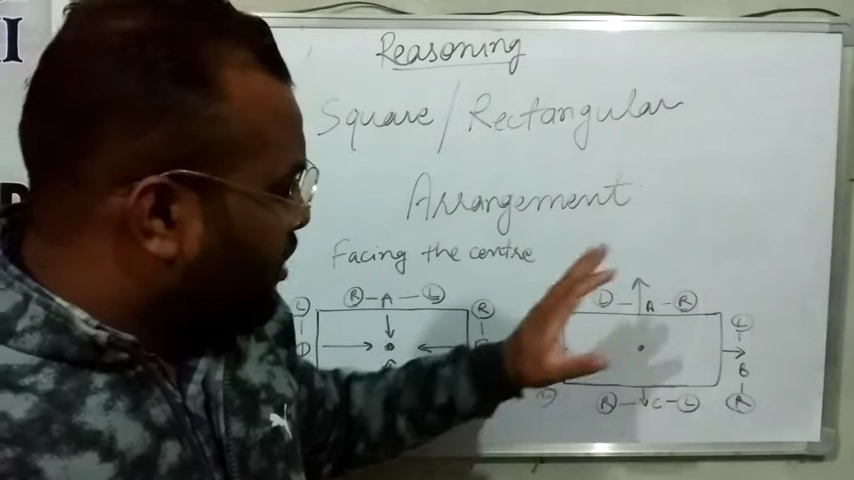 Reasoning
Square/Rectangular
Arrangement
Facing the centre
L R-A-L R
D
L-A-R L
B
R-C-L R